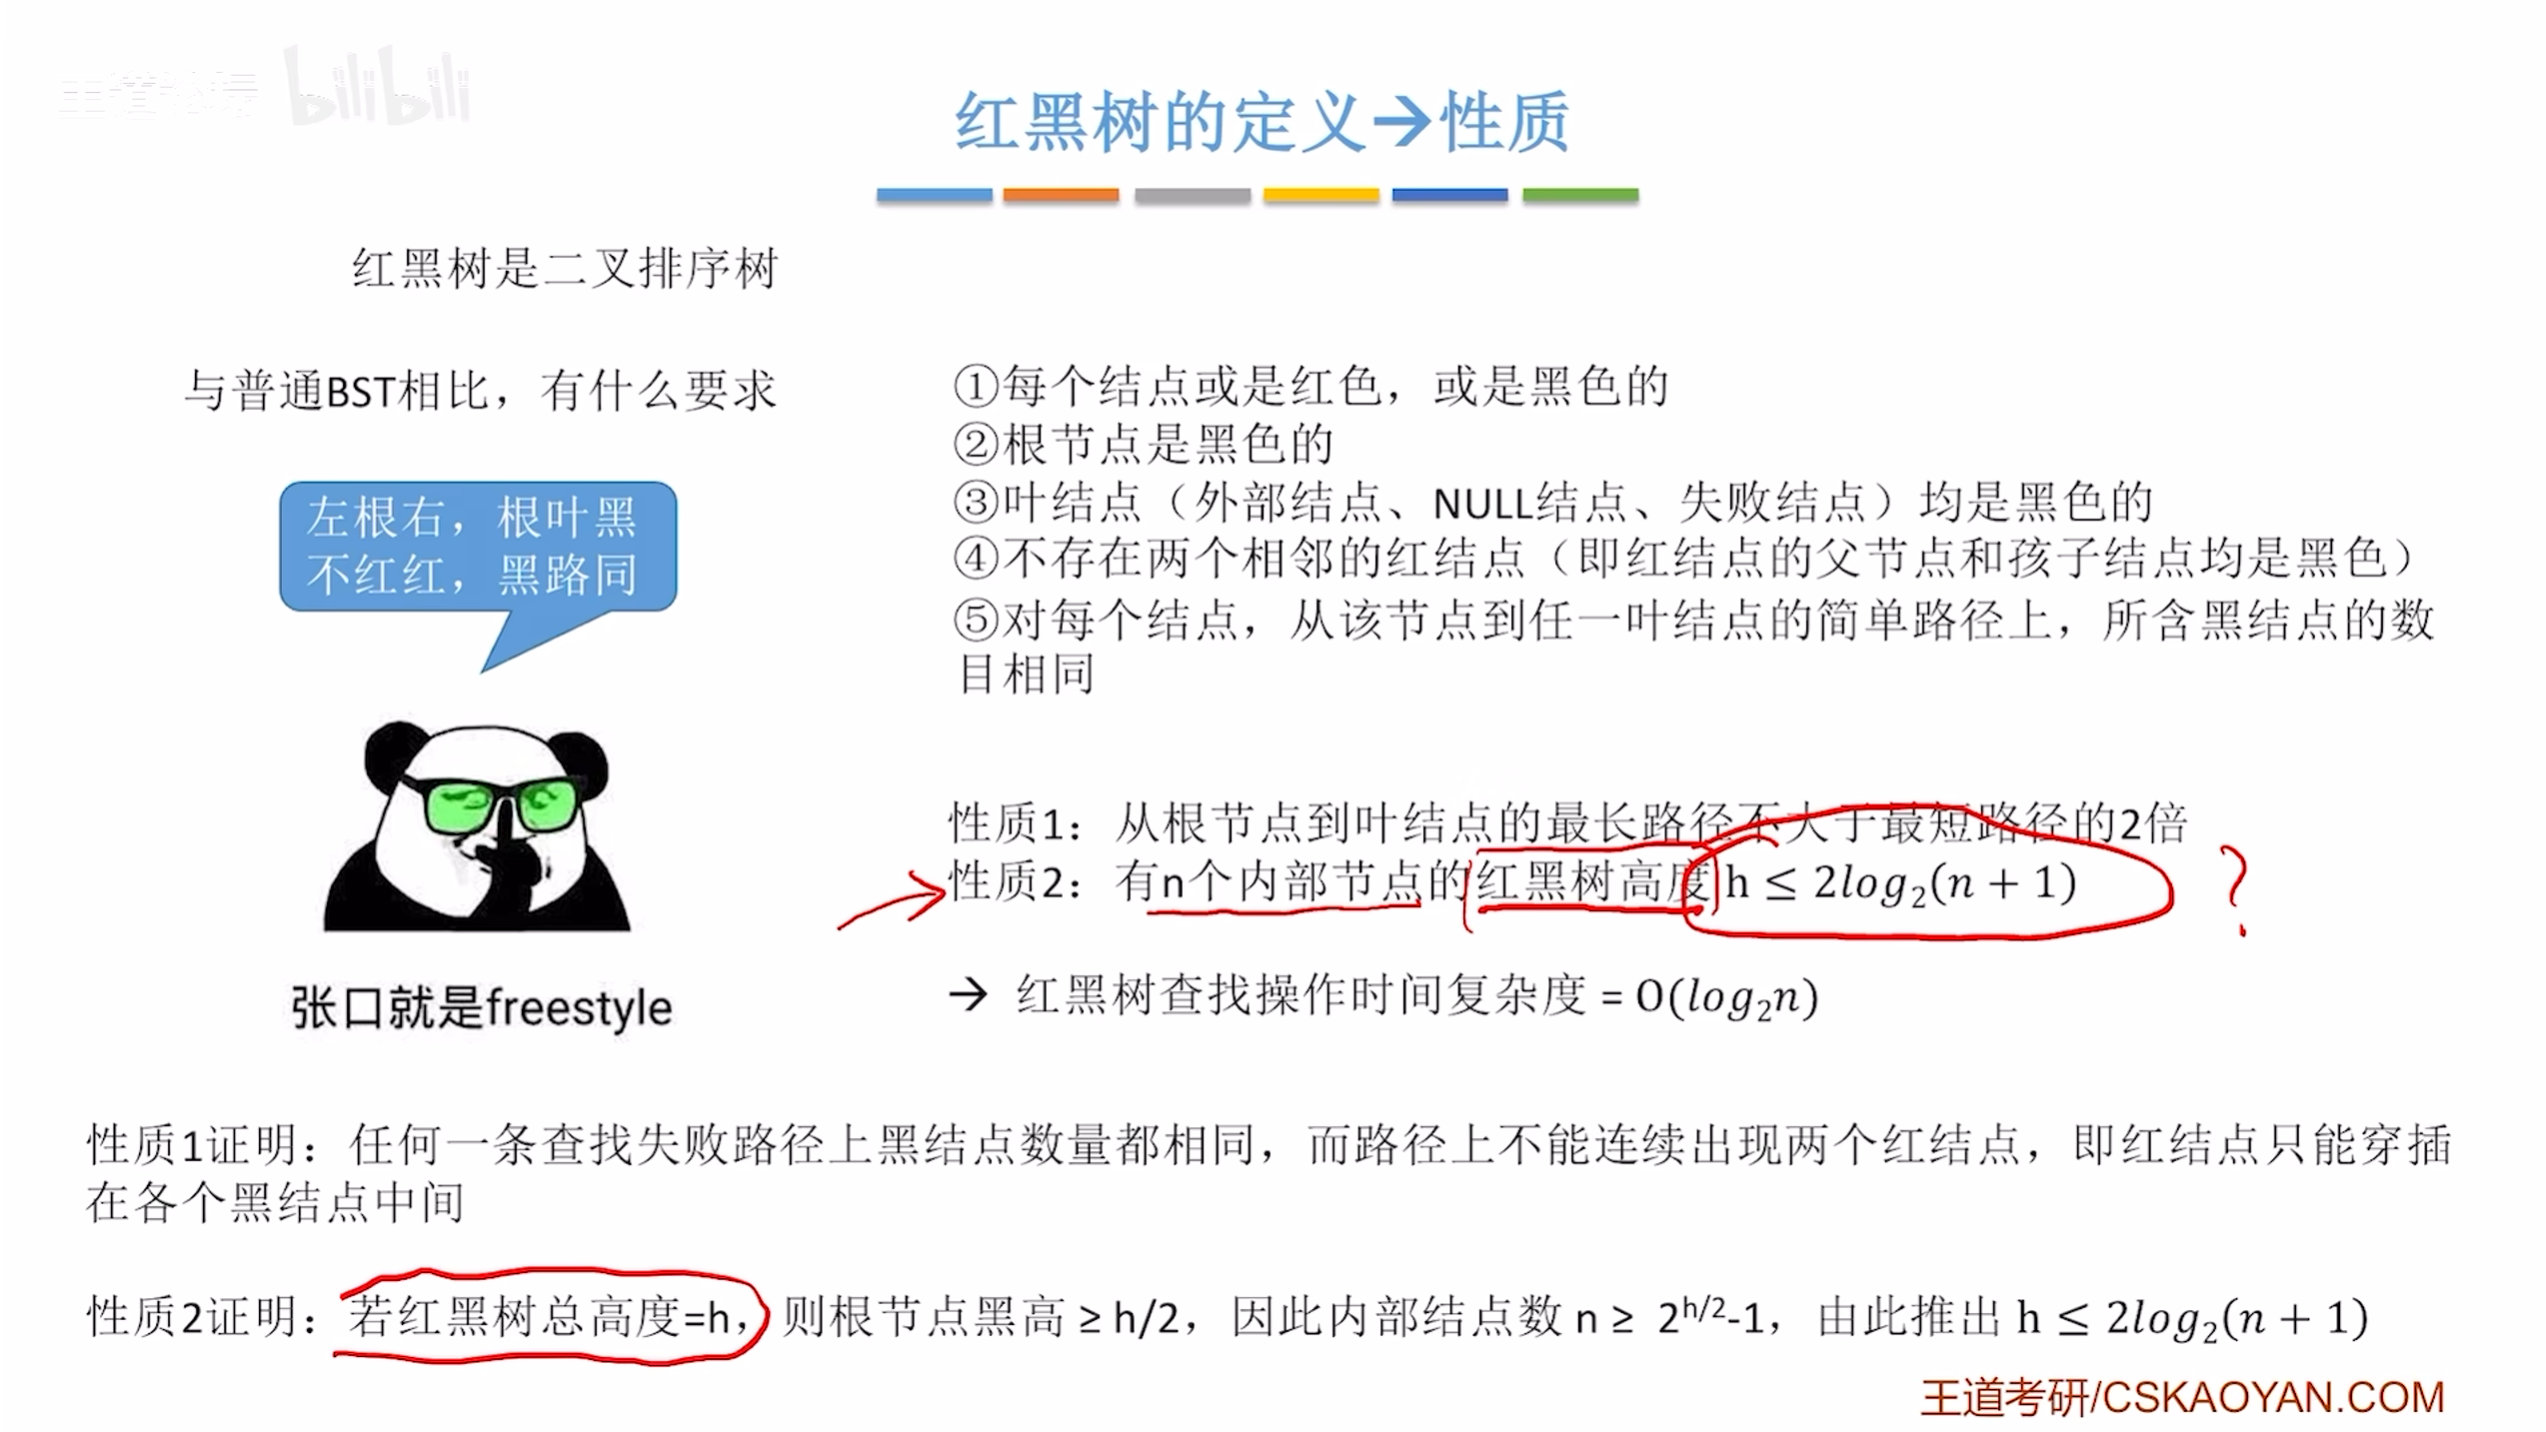 王道论坛 bilibili
红黑树的定义→性质
红黑树是二叉排序树
与普通BST相比，有什么要求
左根右，根叶黑
不红红，黑路同
①每个结点或是红色，或是黑色的
②根节点是黑色的
③叶结点（外部结点、NULL结点、失败结点）均是黑色的
④不存在两个相邻的红结点（即红结点的父节点和孩子结点均是黑色）
⑤对每个结点，从该节点到任一叶结点的简单路径上，所含黑结点的数
目相同
张口就是freestyle
性质1：从根节点到叶结点的最长路径不大于最短路径的2倍
性质2：有n个内部节点的红黑树高度 h ≤ 2log₂(n + 1) ?
→ 红黑树查找操作时间复杂度 = O(log₂n)
性质1证明：任何一条查找失败路径上黑结点数量都相同，而路径上不能连续出现两个红结点，即红结点只能穿插
在各个黑结点中间
性质2证明：若红黑树总高度=h，则根节点黑高 ≥ h/2，因此内部结点数 n ≥ 2^(h/2)-1，由此推出 h ≤ 2log₂(n + 1)
王道考研/CSKAOYAN.COM